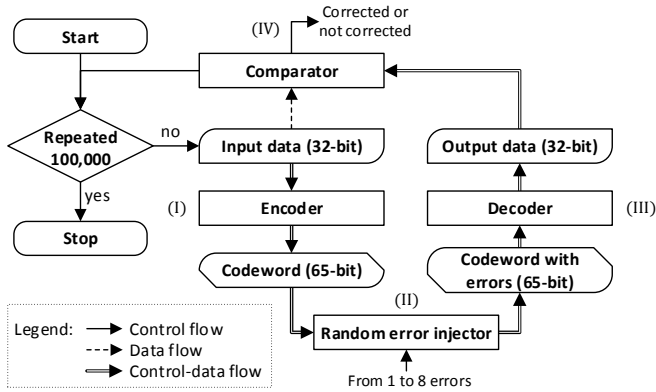 Start
(IV)
Corrected or
not corrected
Comparator
Repeated
100,000
no
yes
Stop
Input data (32-bit)
Output data (32-bit)
(I)
Encoder
Decoder
(III)
Codeword (65-bit)
Codeword with
errors (65-bit)
(II)
Random error injector
From 1 to 8 errors
Legend:
Control flow
Data flow
Control-data flow